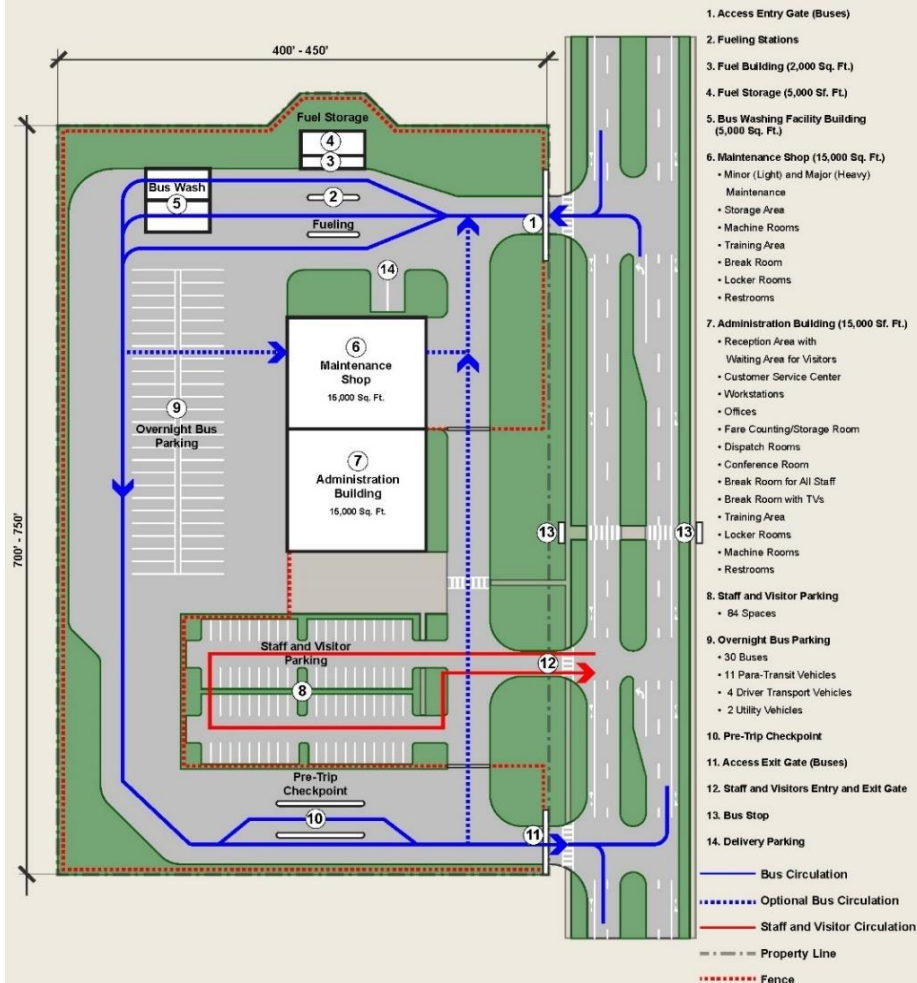 400' - 450'
700' - 750'
Fuel Storage
4
3
Bus Wash
5
2
Fueling
1
14
6
Maintenance
Shop
15,000 Sq. Ft.
9
Overnight Bus
Parking
7
Administration
Building
15,000 Sq. Ft.
13
13
Staff and Visitor
Parking
8
12
Pre-Trip
Checkpoint
10
11
1. Access Entry Gate (Buses)
2. Fueling Stations
3. Fuel Building (2,000 Sq. Ft.)
4. Fuel Storage (5,000 Sf. Ft.)
5. Bus Washing Facility Building
(5,000 Sq. Ft.)
6. Maintenance Shop (15,000 Sq. Ft.)
• Minor (Light) and Major (Heavy)
Maintenance
• Storage Area
• Machine Rooms
• Training Area
• Break Room
• Locker Rooms
• Restrooms
7. Administration Building (15,000 Sf. Ft.)
• Reception Area with
Waiting Area for Visitors
• Customer Service Center
• Workstations
• Offices
• Fare Counting/Storage Room
• Dispatch Rooms
• Conference Room
• Break Room for All Staff
• Break Room with TVs
• Training Area
• Locker Rooms
• Machine Rooms
• Restrooms
8. Staff and Visitor Parking
• 84 Spaces
9. Overnight Bus Parking
• 30 Buses
• 11 Para-Transit Vehicles
• 4 Driver Transport Vehicles
• 2 Utility Vehicles
10. Pre-Trip Checkpoint
11. Access Exit Gate (Buses)
12. Staff and Visitors Entry and Exit Gate
13. Bus Stop
14. Delivery Parking
Bus Circulation
Optional Bus Circulation
Staff and Visitor Circulation
Property Line
Fence